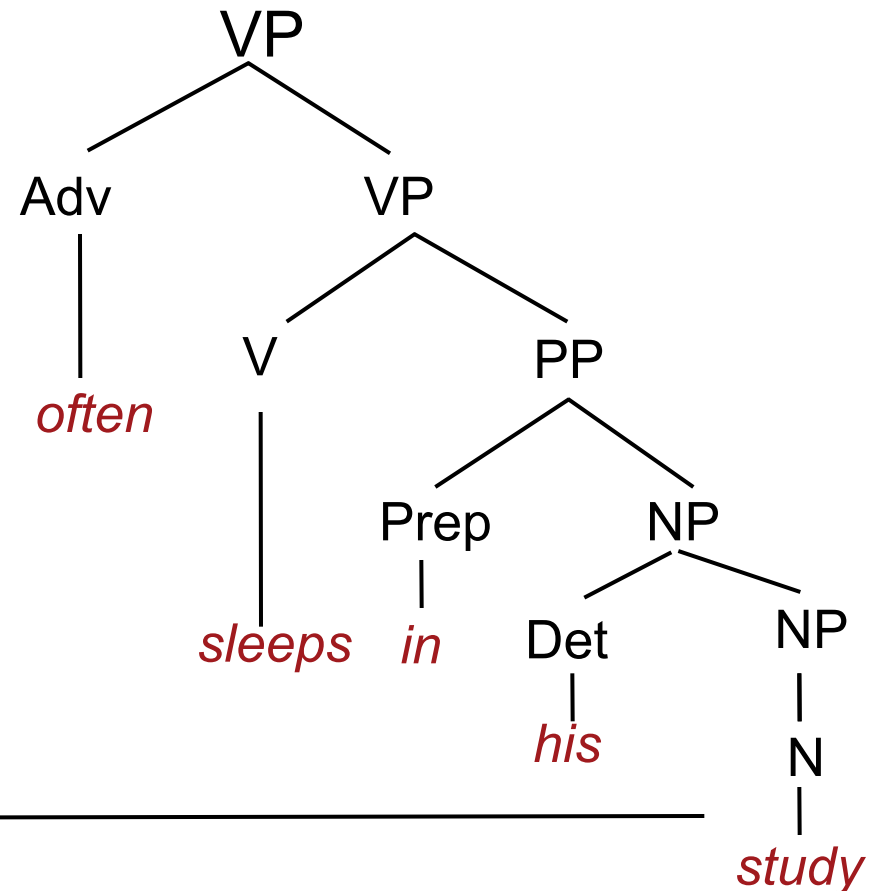 VP
Adv VP
V PP
often
Prep NP
Det NP
sleeps in
his N
study